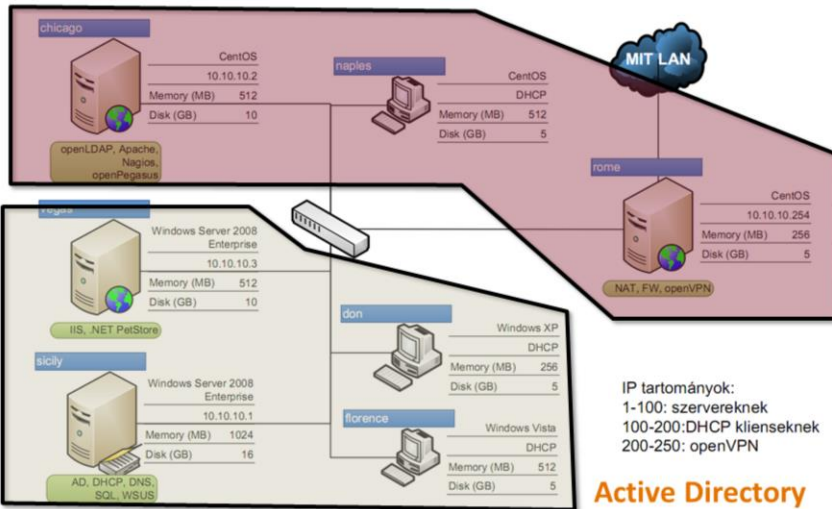 chicago
CentOS
10.10.10.2
Memory (MB) 512
Disk (GB) 10
openLDAP, Apache,
Nagios,
openPegasus
naples
CentOS
DHCP
Memory (MB) 512
Disk (GB) 5
MIT LAN
rome
CentOS
10.10.10.254
Memory (MB) 256
Disk (GB) 5
NAT, FW, openVPN
vegas
Windows Server 2008
Enterprise
10.10.10.3
Memory (MB) 512
Disk (GB) 10
IIS, .NET PetStore
sicily
Windows Server 2008
Enterprise
10.10.10.1
Memory (MB) 1024
Disk (GB) 16
AD, DHCP, DNS,
SQL, WSUS
don
Windows XP
DHCP
Memory (MB) 256
Disk (GB) 5
florence
Windows Vista
DHCP
Memory (MB) 512
Disk (GB) 5
IP tartományok:
1-100: szervereknek
100-200:DHCP klienseknek
200-250: openVPN
Active Directory